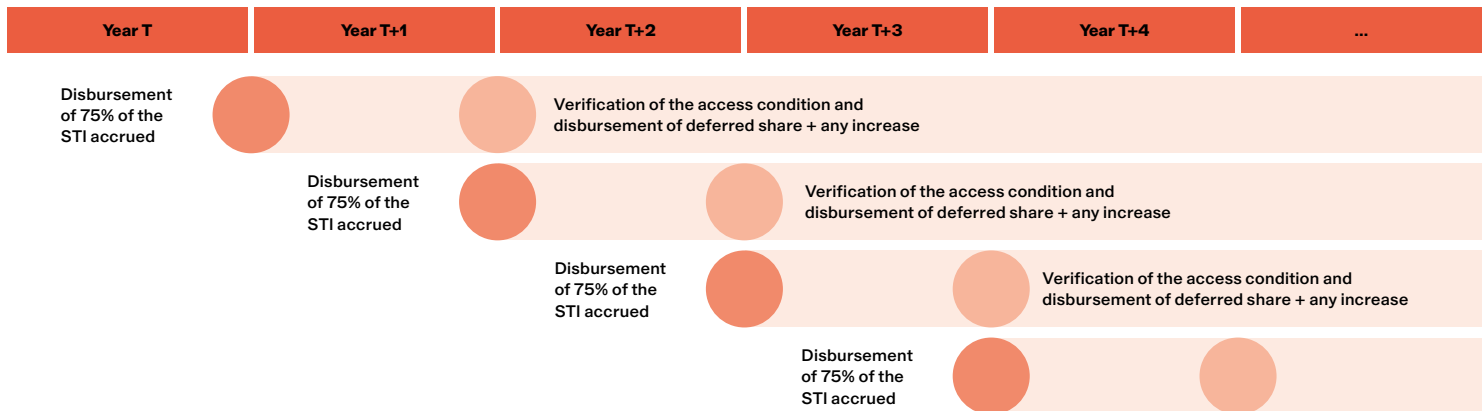 Year T
Year T+1
Year T+2
Year T+3
Year T+4
...
Disbursement
of 75% of the
STI accrued
Verification of the access condition and
disbursement of deferred share + any increase
Disbursement
of 75% of the
STI accrued
Verification of the access condition and
disbursement of deferred share + any increase
Disbursement
of 75% of the
STI accrued
Verification of the access condition and
disbursement of deferred share + any increase
Disbursement
of 75% of the
STI accrued